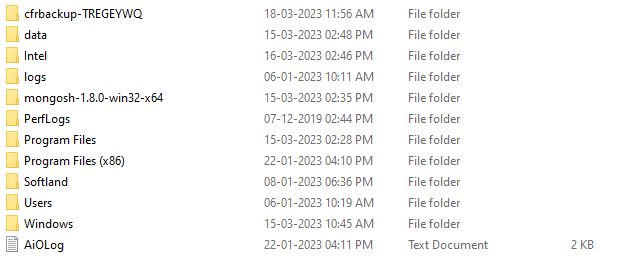 cfrbackup-TREGEYWQ 18-03-2023 11:56 AM File folder
data 15-03-2023 02:48 PM File folder
Intel 16-03-2023 02:46 PM File folder
logs 06-01-2023 10:11 AM File folder
mongosh-1.8.0-win32-x64 15-03-2023 02:35 PM File folder
PerfLogs 07-12-2019 02:44 PM File folder
Program Files 15-03-2023 02:28 PM File folder
Program Files (x86) 22-01-2023 04:10 PM File folder
Softland 08-01-2023 06:36 PM File folder
Users 06-01-2023 10:19 AM File folder
Windows 15-03-2023 10:45 AM File folder
AiOLog 22-01-2023 04:11 PM Text Document 2 KB